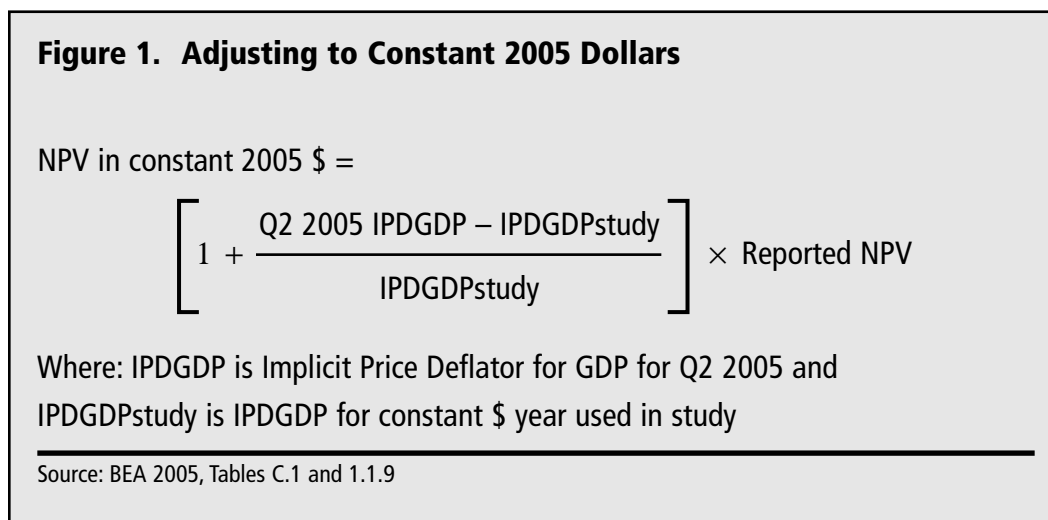 Figure 1. Adjusting to Constant 2005 Dollars
NPV in constant 2005 $ =
[ 1 + Q2 2005 IPDGDP – IPDGDPstudy
IPDGDPstudy ] × Reported NPV
Where: IPDGDP is Implicit Price Deflator for GDP for Q2 2005 and
IPDGDPstudy is IPDGDP for constant $ year used in study
Source: BEA 2005, Tables C.1 and 1.1.9